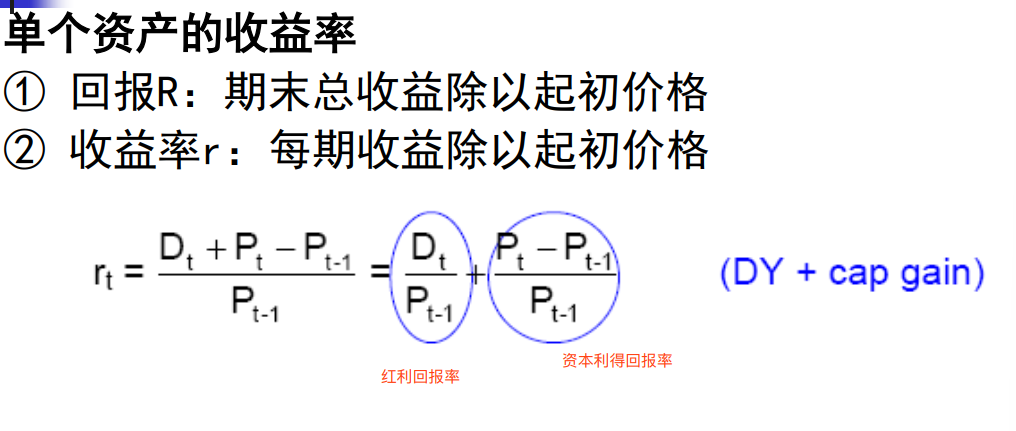 单个资产的收益率
① 回报R：期末总收益除以起初价格
② 收益率r：每期收益除以起初价格
r_t = (D_t + P_t − P_{t-1}) / P_{t-1} = D_t / P_{t-1} + (P_t − P_{t-1}) / P_{t-1} (DY + cap gain)
资本利得回报率
红利回报率